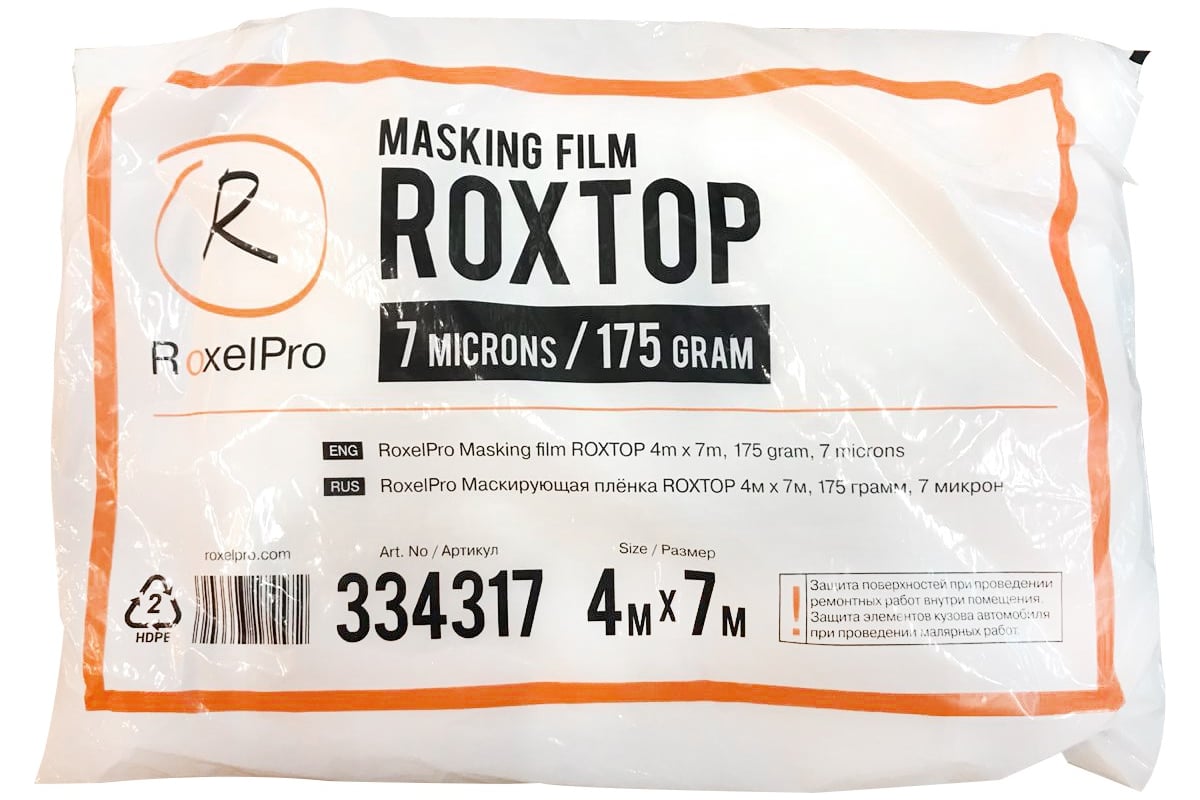 MASKING FILM
ROXTOP
R
RoxelPro
7 MICRONS / 175 GRAM
ENG RoxelPro Masking film ROXTOP 4m x 7m, 175 gram, 7 microns
RUS RoxelPro Маскирующая плёнка ROXTOP 4м x 7м, 175 грамм, 7 микрон
roxelpro.com
Art. No / Артикул
334317
Size / Размер
4м x 7м
2
HDPE
! Защита поверхностей при проведении
ремонтных работ внутри помещения.
Защита элементов кузова автомобиля
при проведении малярных работ.